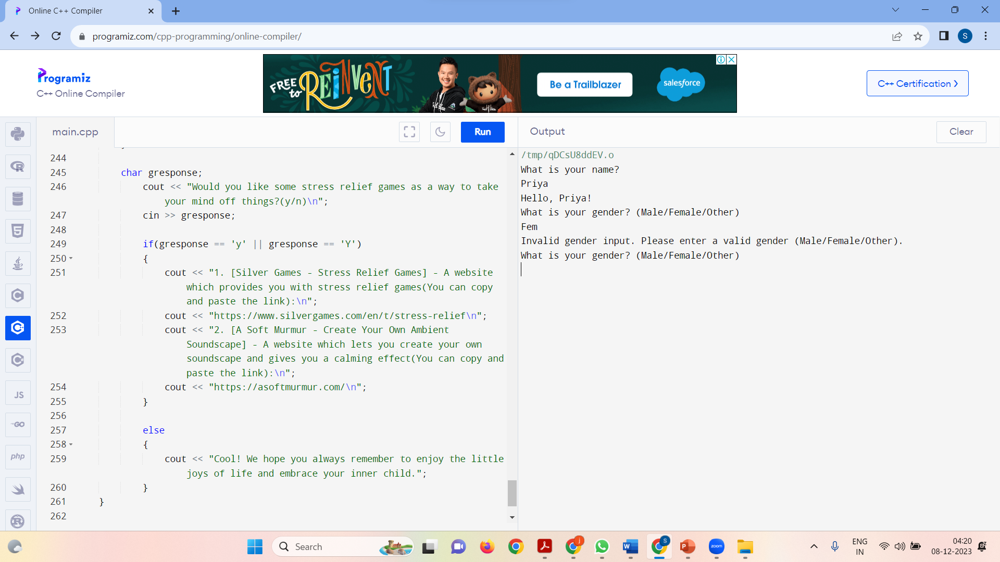 Online C++ Compiler
programiz.com/cpp-programming/online-compiler/
S
Programiz
C++ Online Compiler
FREE to REINVENT
Be a Trailblazer
salesforce
C++ Certification
main.cpp
Run
Output
Clear
244
245 char gresponse;
246 cout << "Would you like some stress relief games as a way to take
your mind off things?(y/n)\n";
247 cin >> gresponse;
248
249 if(gresponse == 'y' || gresponse == 'Y')
250 {
251 cout << "1. [Silver Games - Stress Relief Games] - A website
which provides you with stress relief games(You can copy
and paste the link):\n";
252 cout << "https://www.silvergames.com/en/t/stress-relief\n";
253 cout << "2. [A Soft Murmur - Create Your Own Ambient
Soundscape] - A website which lets you create your own
soundscape and gives you a calming effect(You can copy and
paste the link):\n";
254 cout << "https://asoftmurmur.com/\n";
255 }
256
257 else
258 {
259 cout << "Cool! We hope you always remember to enjoy the little
joys of life and embrace your inner child.";
260 }
261 }
262
/tmp/qDCsU8ddEV.o
What is your name?
Priya
Hello, Priya!
What is your gender? (Male/Female/Other)
Fem
Invalid gender input. Please enter a valid gender (Male/Female/Other).
What is your gender? (Male/Female/Other)
JS
GO
php
Search
zoom
ENG
IN
04:20
08-12-2023